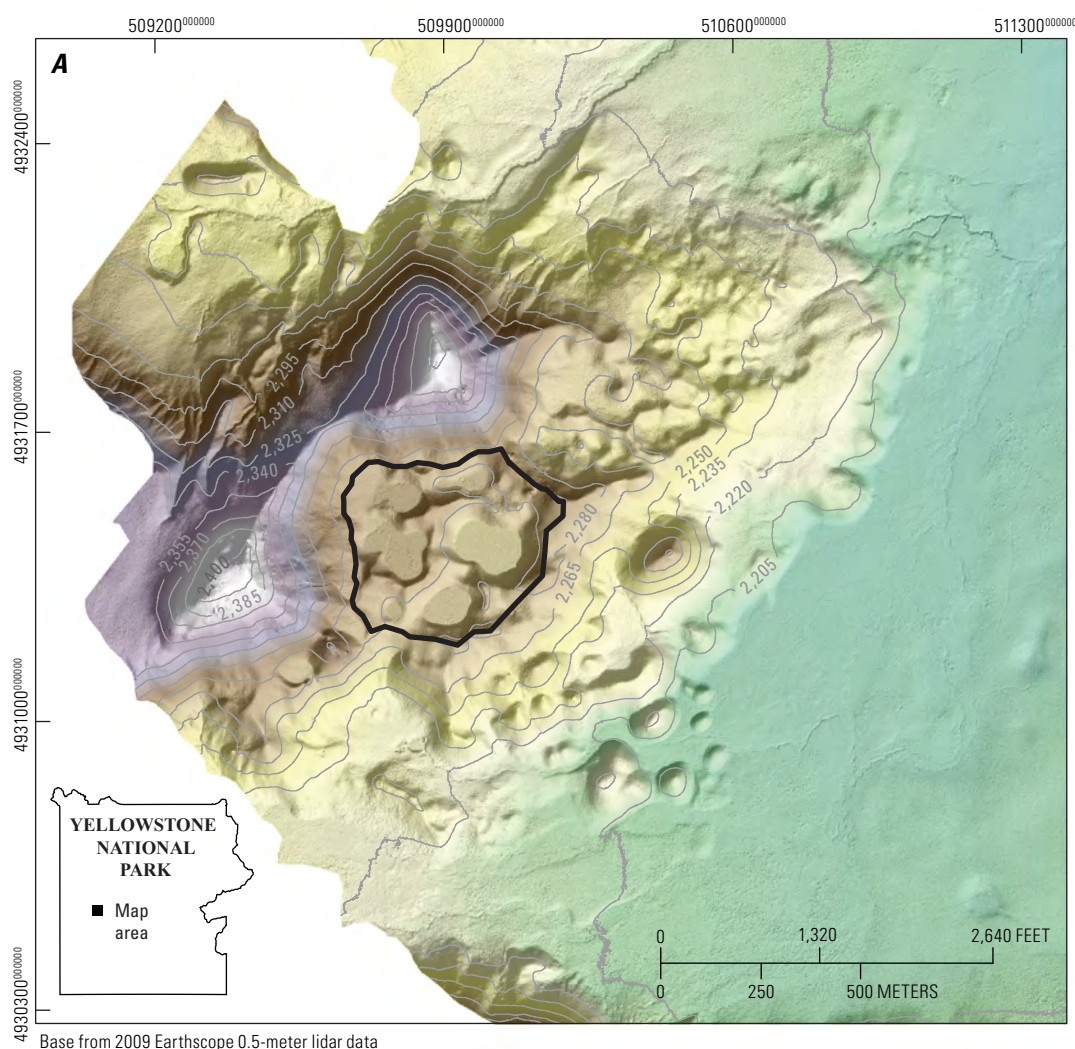 509200000000 509900000000 510600000000 511300000000
A
4932400000000
4931700000000
4931000000000
4930300000000
2,295
2,310
2,325
2,340
2,355
2,370
2,400
2,385
2,250
2,235
2,220
2,280
2,265
2,205
YELLOWSTONE
NATIONAL
PARK
Map
area
0 1,320 2,640 FEET
0 250 500 METERS
Base from 2009 Earthscope 0.5-meter lidar data